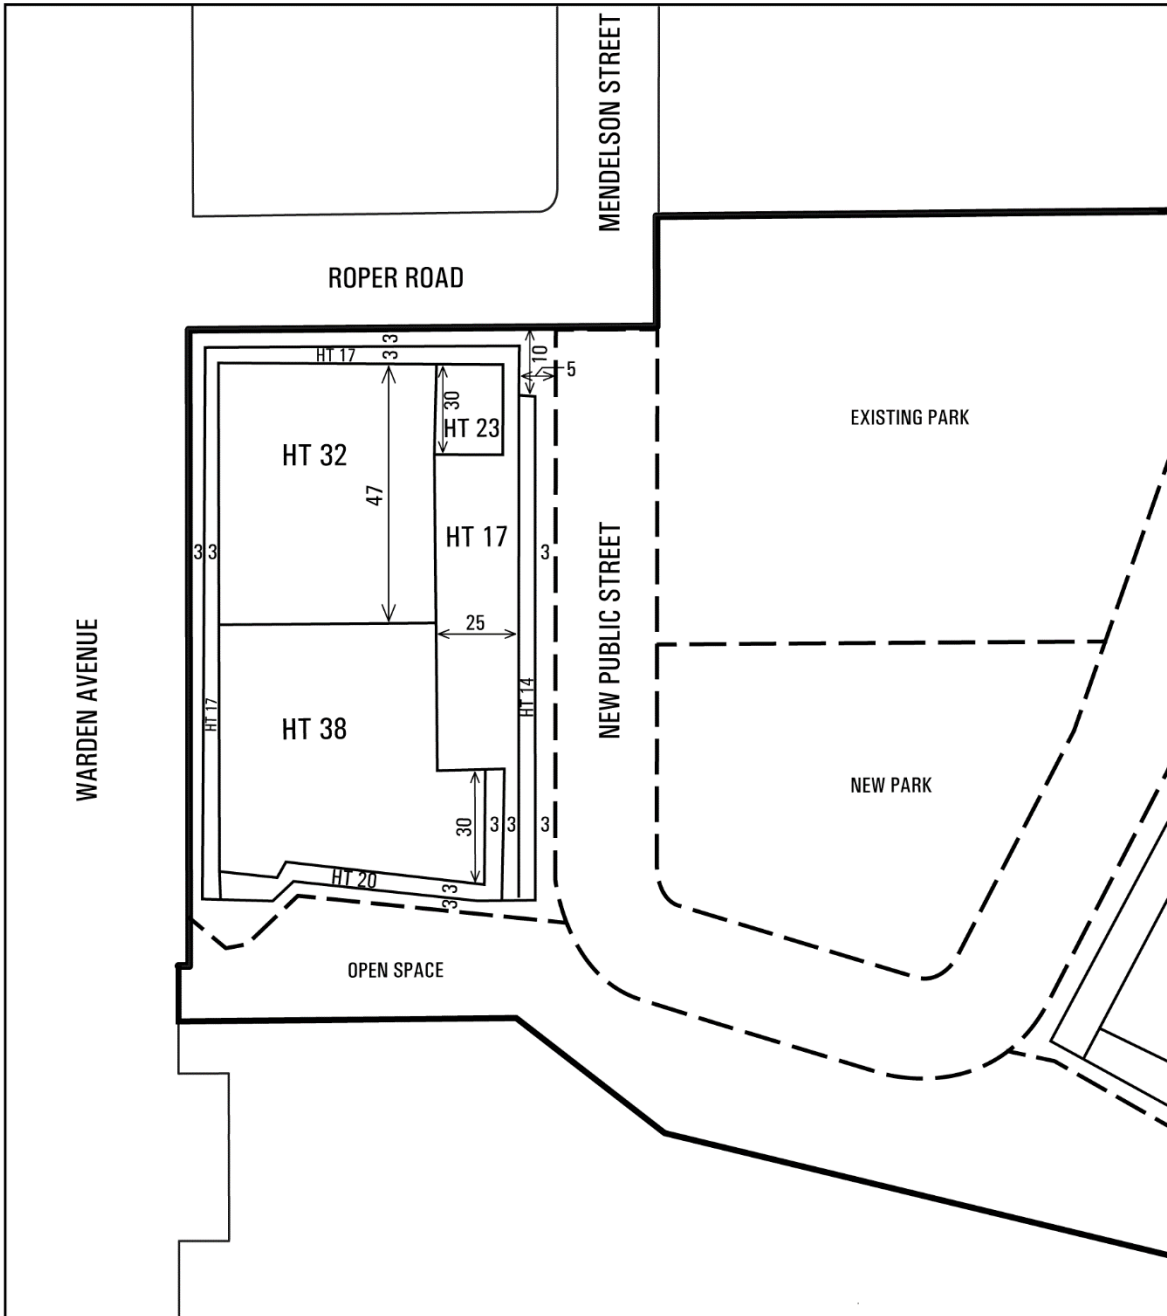 MENDELSON STREET
ROPER ROAD
3
HT 17
3
10
5
30
HT 23
EXISTING PARK
HT 32
47
HT 17
3
3
3
NEW PUBLIC STREET
25
WARDEN AVENUE
HT 17
HT 14
HT 38
NEW PARK
30
3
3
3
HT 20
3
3
OPEN SPACE